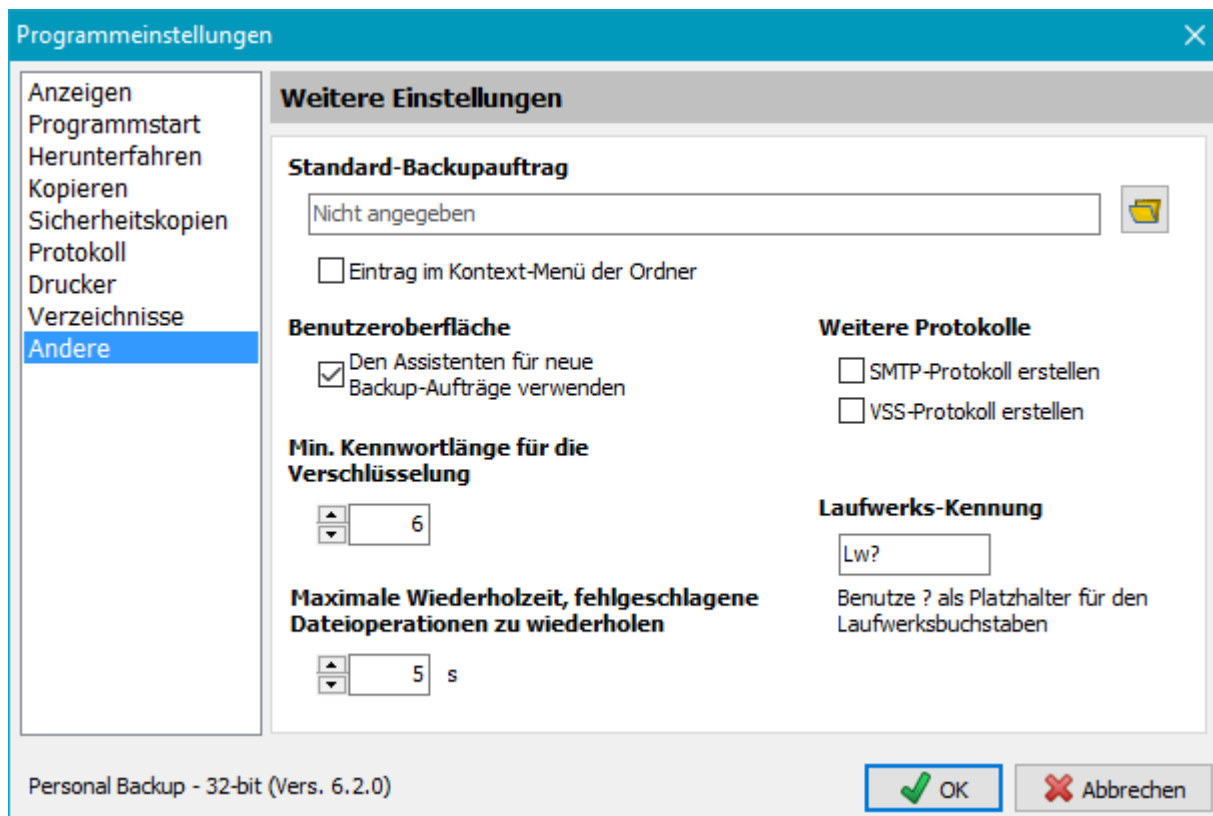 Programmeinstellungen
Anzeigen
Programmstart
Herunterfahren
Kopieren
Sicherheitskopien
Protokoll
Drucker
Verzeichnisse
Andere
Weitere Einstellungen
Standard-Backupauftrag
Nicht angegeben
Eintrag im Kontext-Menü der Ordner
Benutzeroberfläche
Den Assistenten für neue
Backup-Aufträge verwenden
Min. Kennwortlänge für die
Verschlüsselung
6
Maximale Wiederholzeit, fehlgeschlagene
Dateioperationen zu wiederholen
5 s
Weitere Protokolle
SMTP-Protokoll erstellen
VSS-Protokoll erstellen
Laufwerks-Kennung
Lw?
Benutze ? als Platzhalter für den
Laufwerksbuchstaben
Personal Backup - 32-bit (Vers. 6.2.0)
OK
Abbrechen